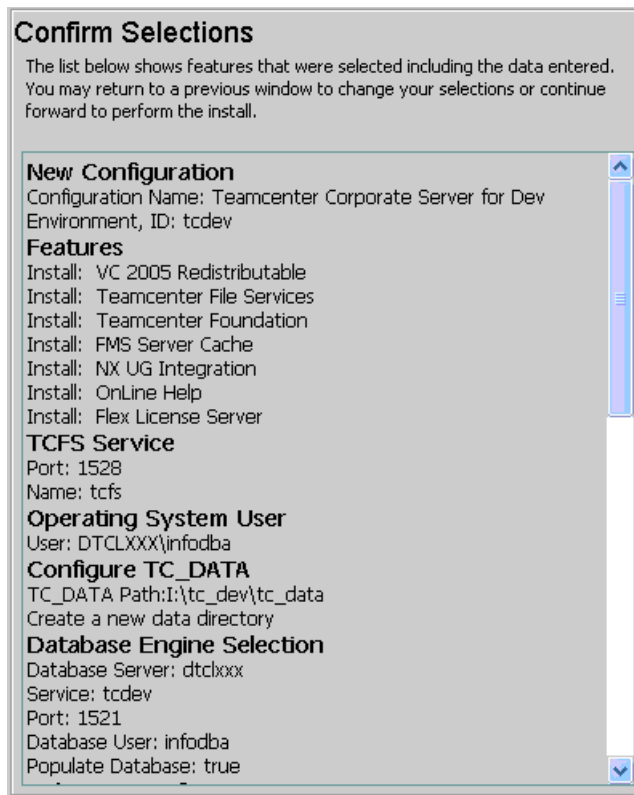 Confirm Selections
The list below shows features that were selected including the data entered.
You may return to a previous window to change your selections or continue
forward to perform the install.
New Configuration
Configuration Name: Teamcenter Corporate Server for Dev
Environment, ID: tcdev
Features
Install: VC 2005 Redistributable
Install: Teamcenter File Services
Install: Teamcenter Foundation
Install: FMS Server Cache
Install: NX UG Integration
Install: OnLine Help
Install: Flex License Server
TCFS Service
Port: 1528
Name: tcfs
Operating System User
User: DTCLXXX\infodba
Configure TC_DATA
TC_DATA Path:I:\tc_dev\tc_data
Create a new data directory
Database Engine Selection
Database Server: dtclxxx
Service: tcdev
Port: 1521
Database User: infodba
Populate Database: true